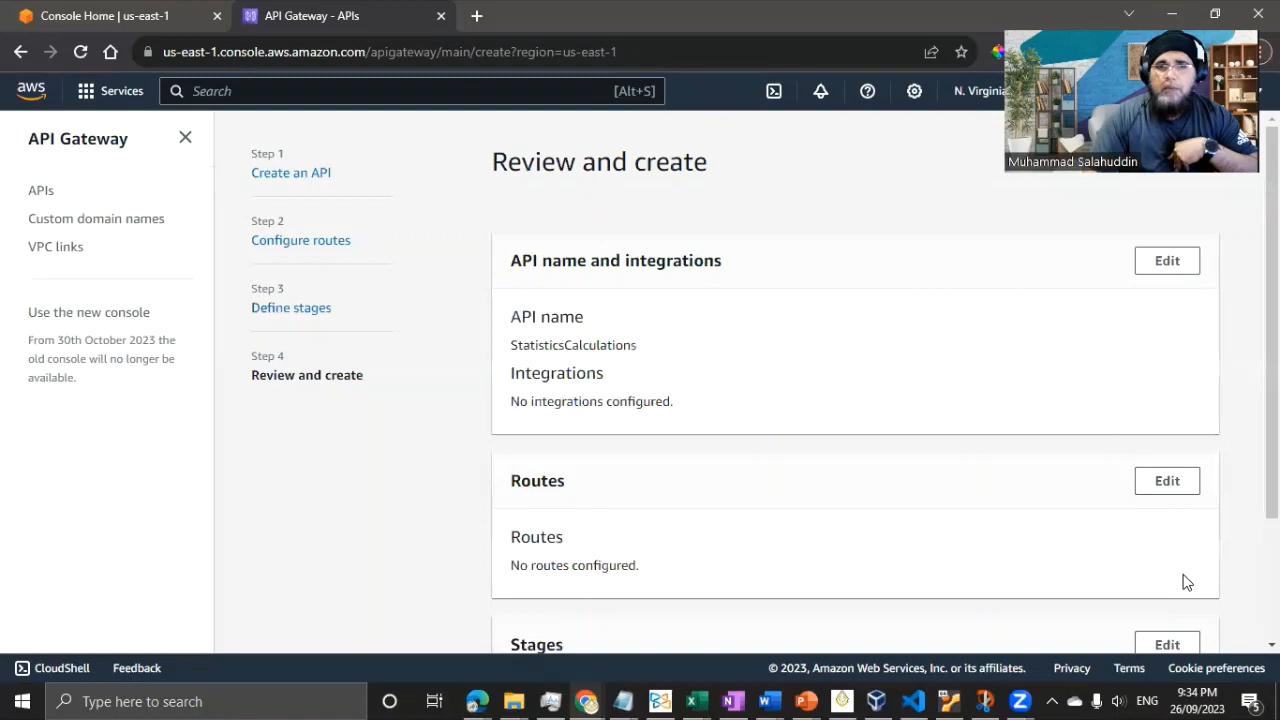 Console Home | us-east-1
API Gateway - APIs
us-east-1.console.aws.amazon.com/apigateway/main/create?region=us-east-1
aws
Services
Search
[Alt+S]
N. Virginia
Muhammad Salahuddin
API Gateway
APIs
Custom domain names
VPC links
Use the new console
From 30th October 2023 the
old console will no longer be
available.
Step 1
Create an API
Step 2
Configure routes
Step 3
Define stages
Step 4
Review and create
Review and create
API name and integrations
Edit
API name
StatisticsCalculations
Integrations
No integrations configured.
Routes
Edit
Routes
No routes configured.
Stages
Edit
CloudShell
Feedback
© 2023, Amazon Web Services, Inc. or its affiliates.
Privacy
Terms
Cookie preferences
Type here to search
ENG
9:34 PM
26/09/2023
5